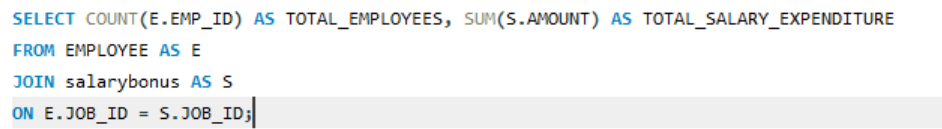 SELECT COUNT(E.EMP_ID) AS TOTAL_EMPLOYEES, SUM(S.AMOUNT) AS TOTAL_SALARY_EXPENDITURE
FROM EMPLOYEE AS E
JOIN salarybonus AS S
ON E.JOB_ID = S.JOB_ID;